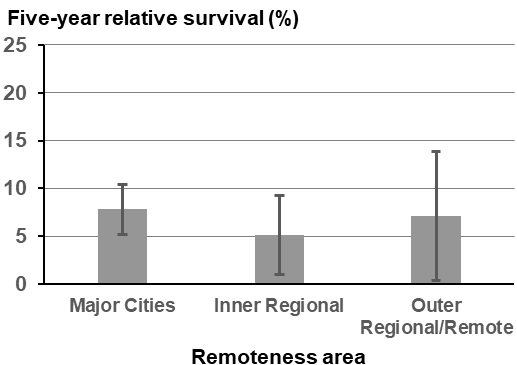 Five-year relative survival (%)
25
20
15
10
5
0
Major Cities
Inner Regional
Outer
Regional/Remote
Remoteness area